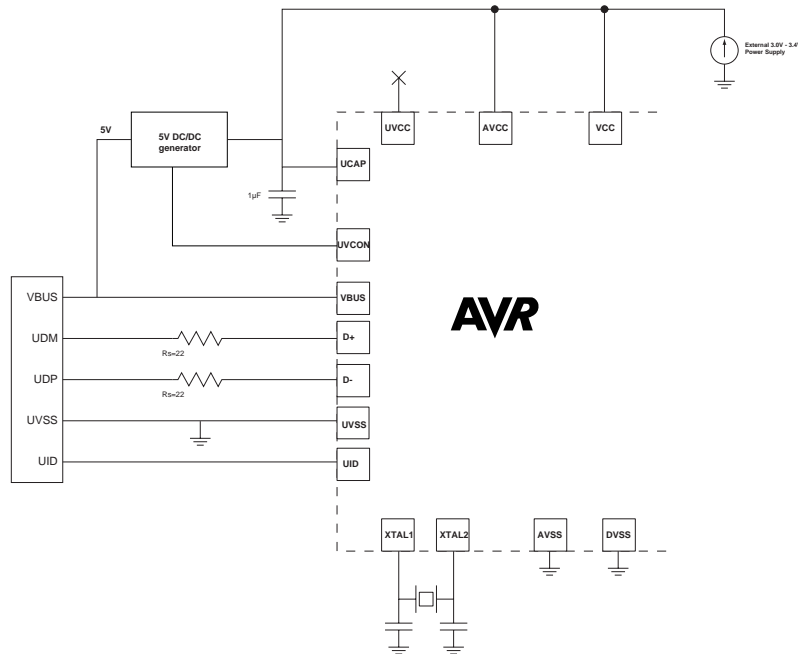 External 3.0V - 3.4V
Power Supply
5V
5V DC/DC
generator
UVCC
AVCC
VCC
UCAP
1µF
UVCON
VBUS
VBUS
UDM
Rs=22
D+
UDP
Rs=22
D-
UVSS
UVSS
UID
UID
AVR
XTAL1
XTAL2
AVSS
DVSS